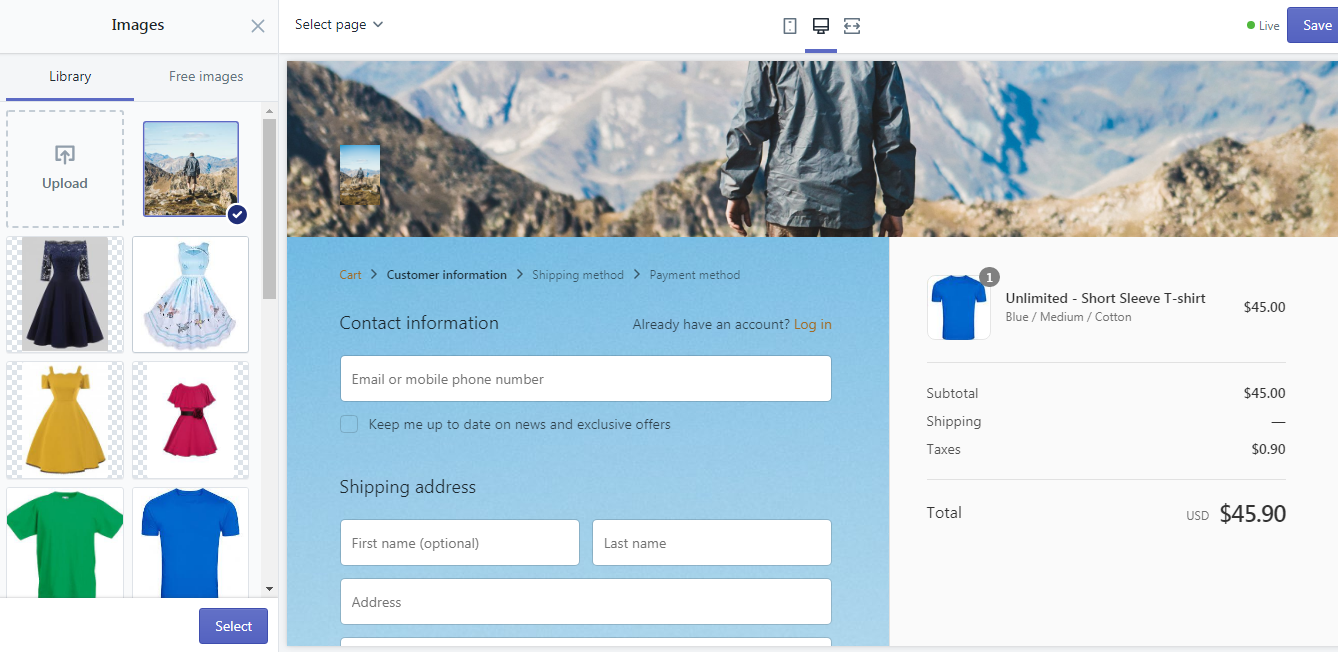 Images
Select page
Live
Save
Library
Free images
Upload
Select
Cart > Customer information > Shipping method > Payment method
Contact information
Already have an account? Log in
Email or mobile phone number
Keep me up to date on news and exclusive offers
Shipping address
First name (optional)
Last name
Address
1
Unlimited - Short Sleeve T-shirt
$45.00
Blue / Medium / Cotton
Subtotal
$45.00
Shipping
—
Taxes
$0.90
Total
USD $45.90